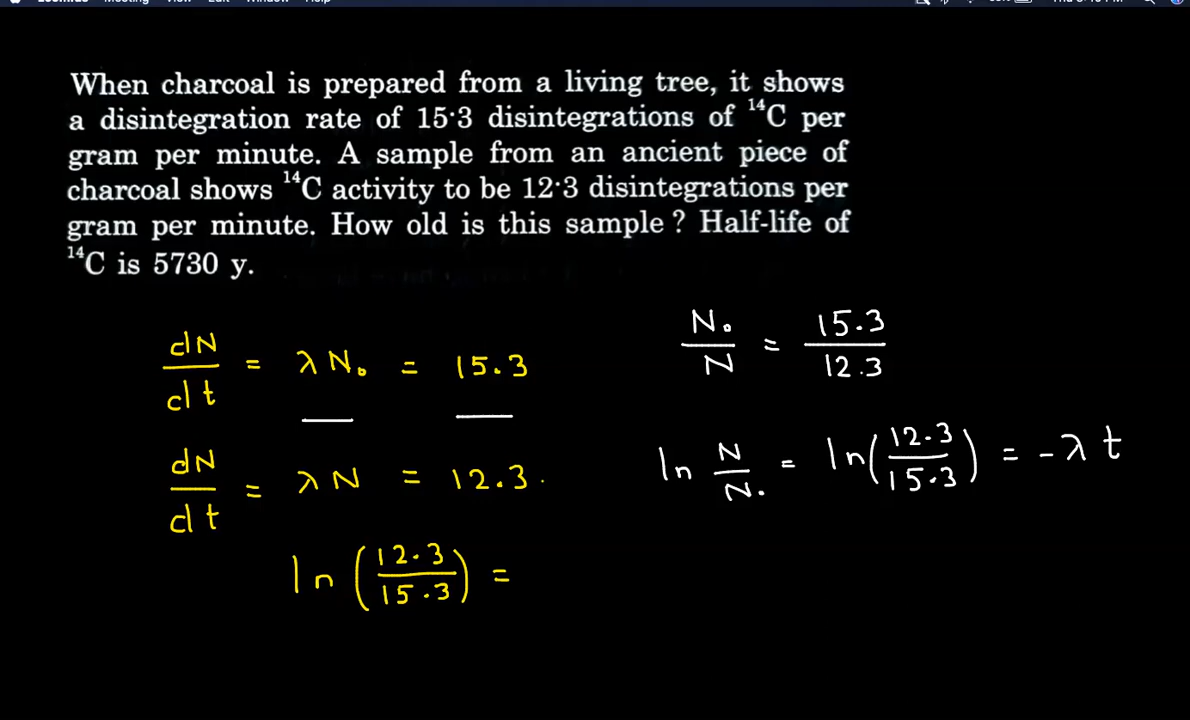 When charcoal is prepared from a living tree, it shows
a disintegration rate of 15·3 disintegrations of ¹⁴C per
gram per minute. A sample from an ancient piece of
charcoal shows ¹⁴C activity to be 12·3 disintegrations per
gram per minute. How old is this sample ? Half-life of
¹⁴C is 5730 y.
dN/dt = λN₀ = 15.3
N₀/N = 15.3/12.3
dN/dt = λN = 12.3.
ln N/N₀ = ln(12.3/15.3) = -λt
ln(12.3/15.3) =